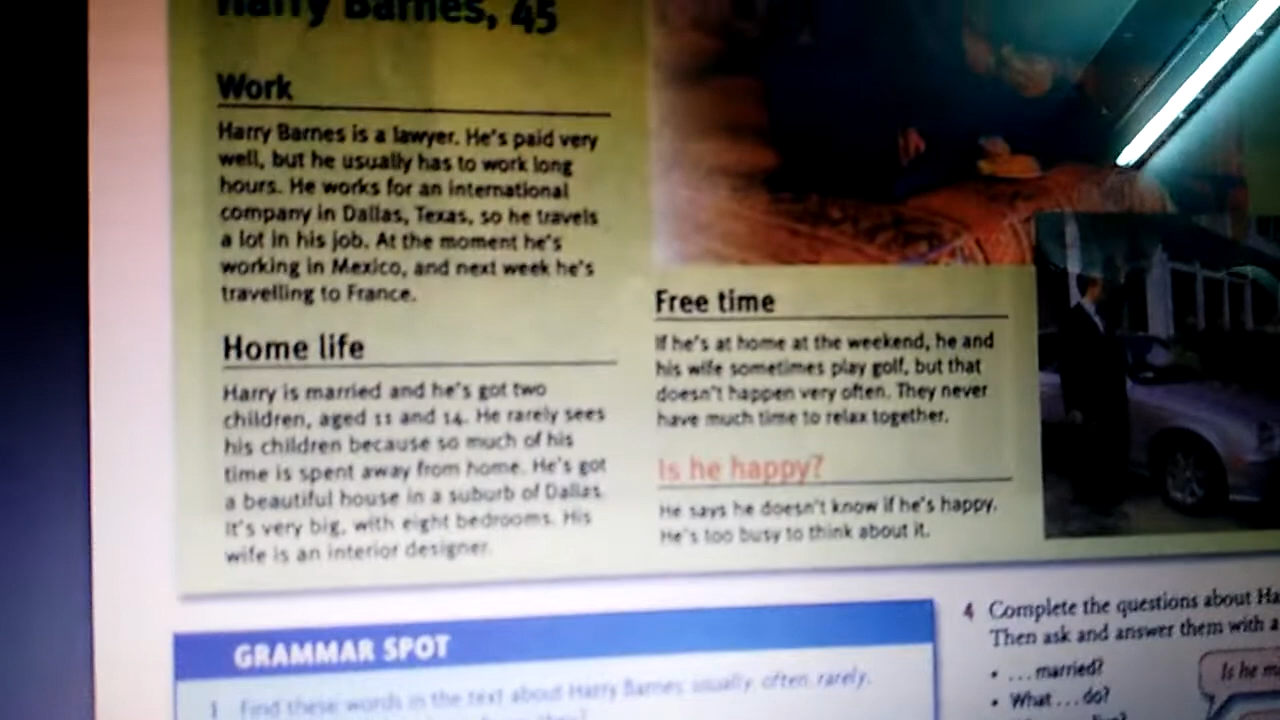 Harry Barnes, 45
Work
Harry Barnes is a lawyer. He's paid very
well, but he usually has to work long
hours. He works for an international
company in Dallas, Texas, so he travels
a lot in his job. At the moment he's
working in Mexico, and next week he's
travelling to France.
Home life
Harry is married and he's got two
children, aged 11 and 14. He rarely sees
his children because so much of his
time is spent away from home. He's got
a beautiful house in a suburb of Dallas.
It's very big, with eight bedrooms. His
wife is an interior designer.
Free time
If he's at home at the weekend, he and
his wife sometimes play golf, but that
doesn't happen very often. They never
have much time to relax together.
Is he happy?
He says he doesn't know if he's happy.
He's too busy to think about it.
GRAMMAR SPOT
1 Find these words in the text about Harry Barnes: usually often rarely.
4 Complete the questions about Ha
Then ask and answer them with a
• ... married?
• What ... do?
Is he m